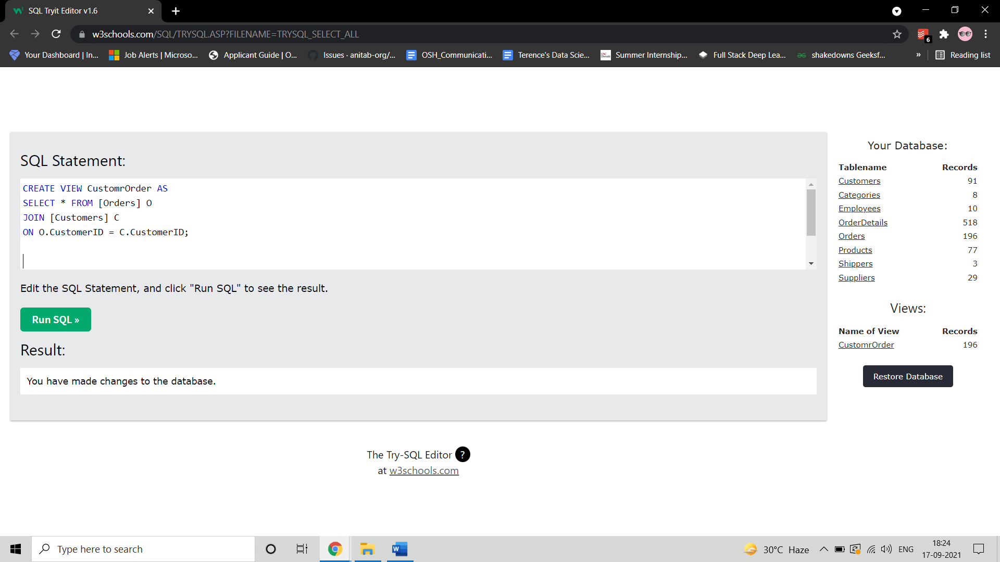 SQL Tryit Editor v1.6
w3schools.com/SQL/TRYSQL.ASP?FILENAME=TRYSQL_SELECT_ALL
6
Your Dashboard | In...
Job Alerts | Microso...
Applicant Guide | O...
Issues · anitab-org/...
OSH_Communicati...
Terence's Data Scie...
Summer Internship...
Full Stack Deep Lea...
shakedowns Geeksf...
»
Reading list
SQL Statement:
CREATE VIEW CustomrOrder AS
SELECT * FROM [Orders] O
JOIN [Customers] C
ON O.CustomerID = C.CustomerID;
Edit the SQL Statement, and click "Run SQL" to see the result.
Run SQL »
Result:
You have made changes to the database.
The Try-SQL Editor ?
at w3schools.com
Your Database:
Tablename Records
Customers 91
Categories 8
Employees 10
OrderDetails 518
Orders 196
Products 77
Shippers 3
Suppliers 29
Views:
Name of View Records
CustomrOrder 196
Restore Database
Type here to search
W
30°C Haze
ENG
18:24
17-09-2021